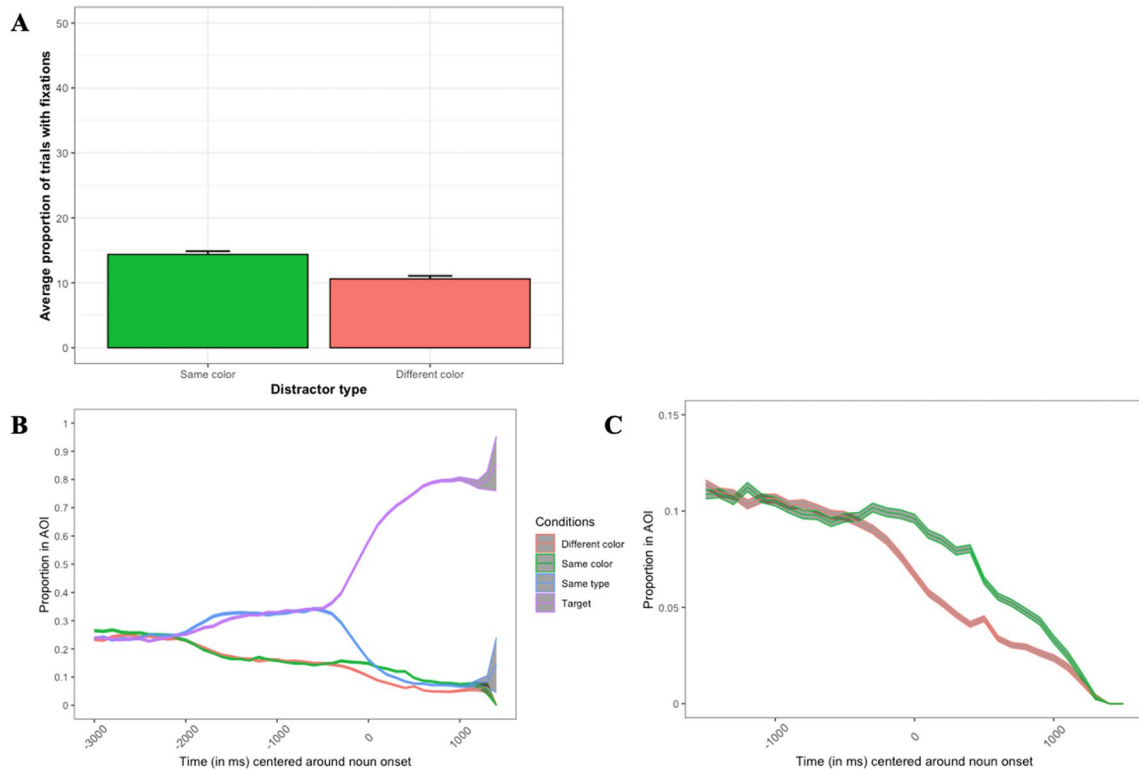 A
Average proportion of trials with fixations
50
40
30
20
10
0
Same color
Different color
Distractor type
B
Proportion in AOI
1
0.9
0.8
0.7
0.6
0.5
0.4
0.3
0.2
0.1
0
-3000
-2000
-1000
0
1000
Time (in ms) centered around noun onset
Conditions
Different color
Same color
Same type
Target
C
Proportion in AOI
0.15
0.1
0.05
0
-1000
0
1000
Time (in ms) centered around noun onset